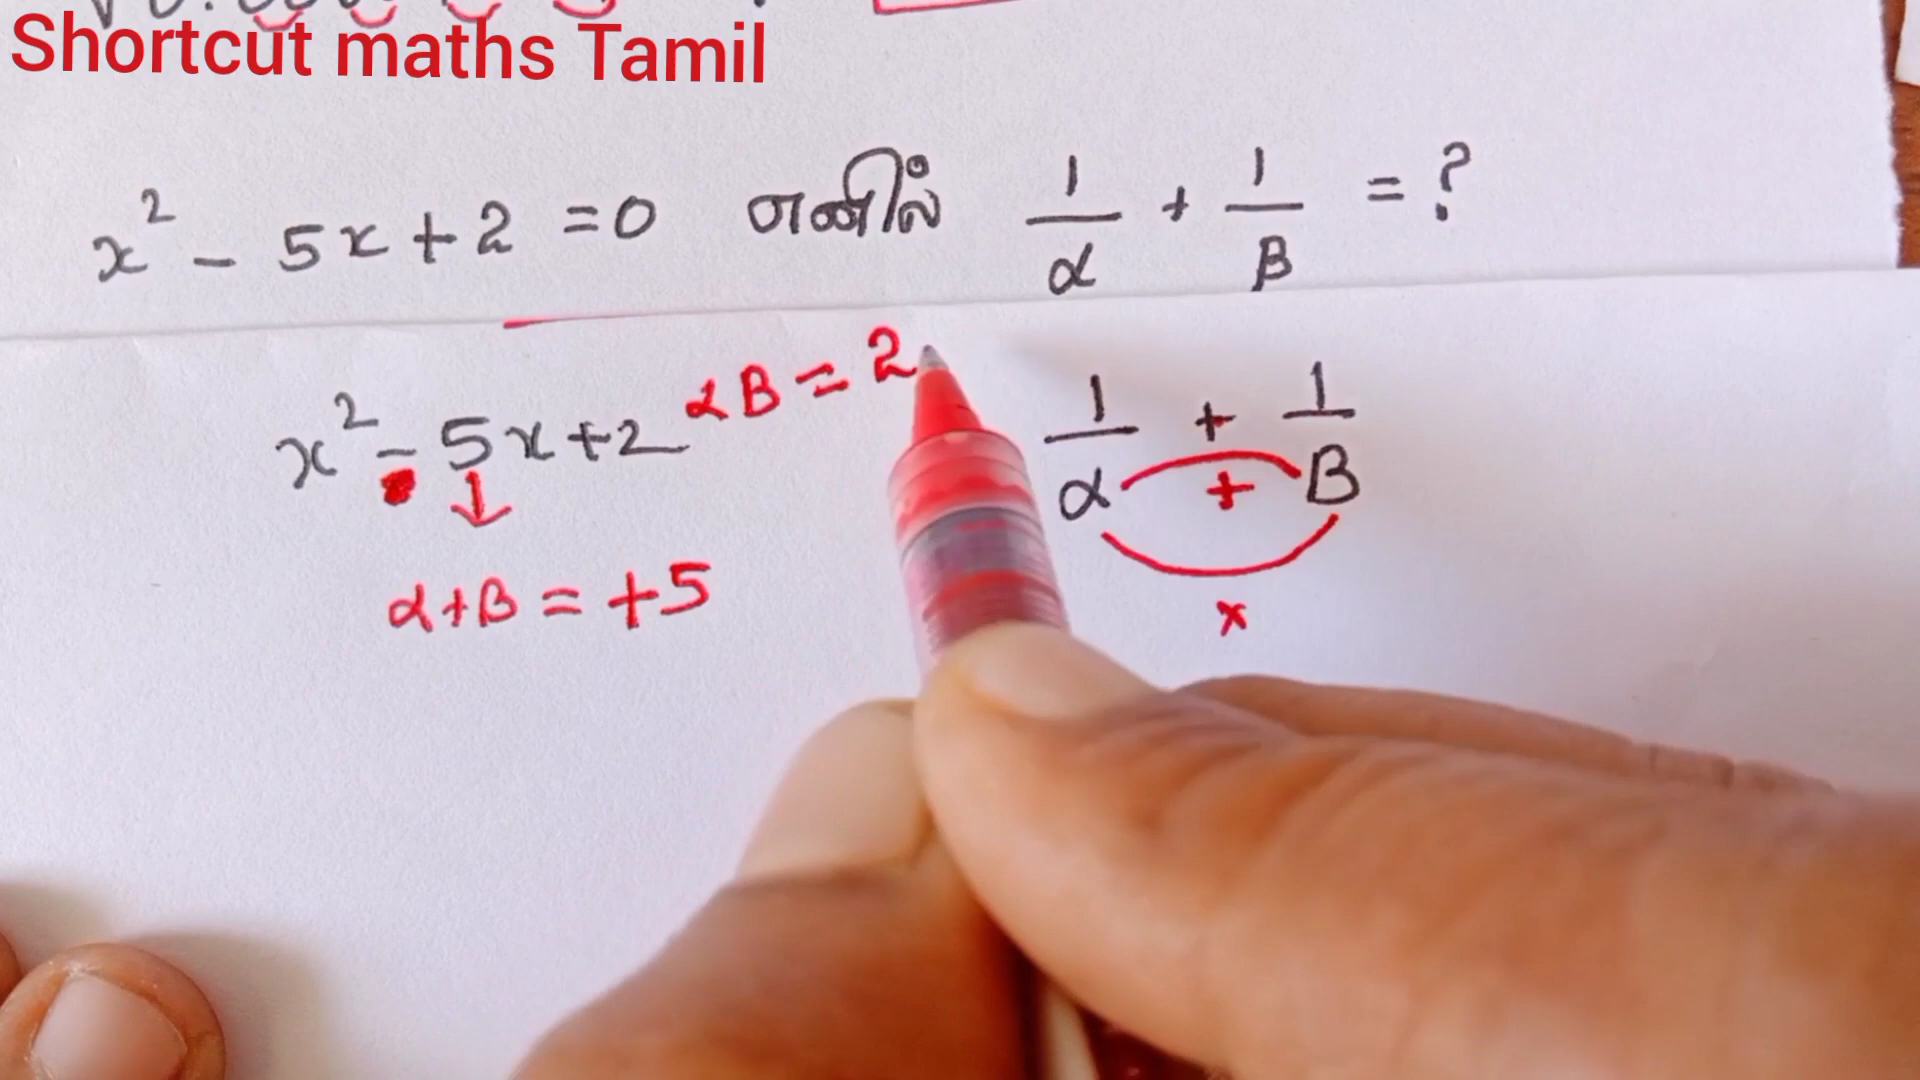 Shortcut maths Tamil
x² - 5x + 2 = 0 எனில் 1/α + 1/β = ?
x² - 5x + 2 αβ = 2 1/α + 1/β
+
α + β = +5 x